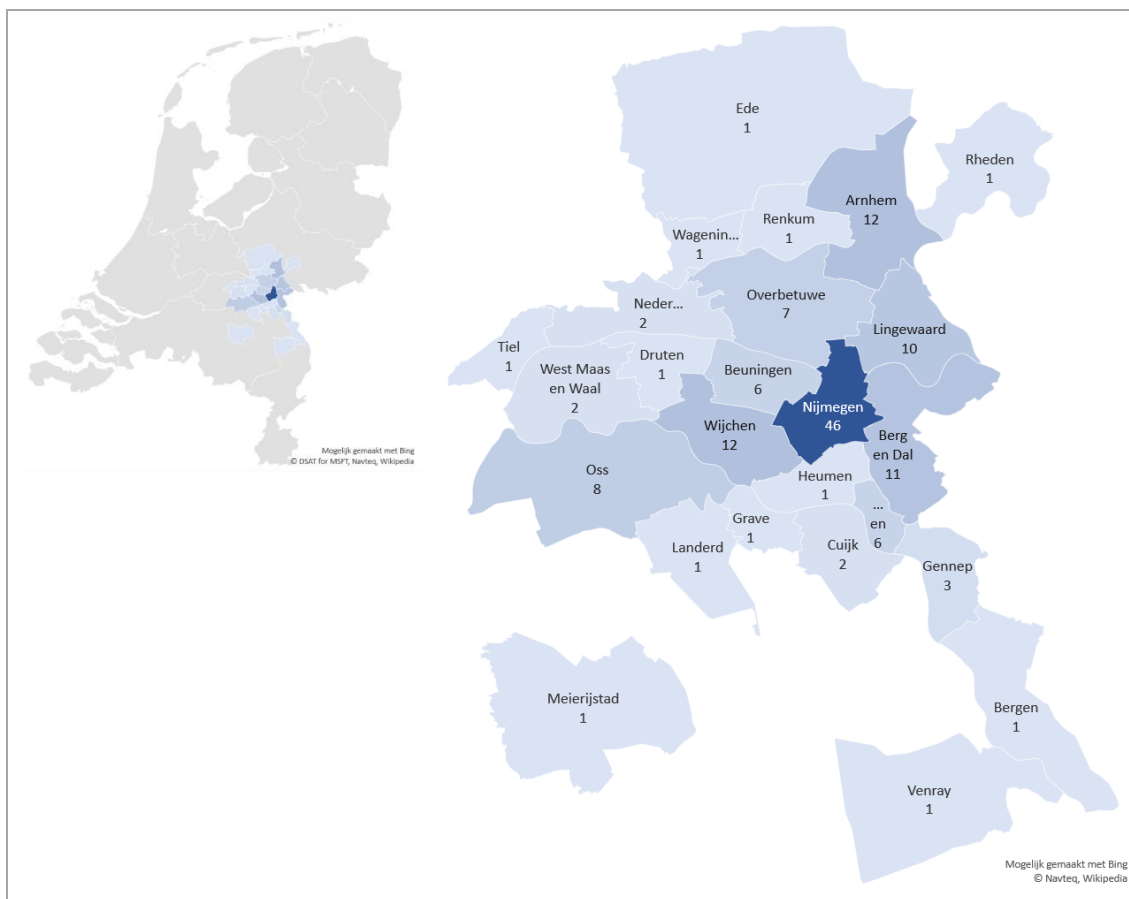 Ede
1
Rheden
1
Arnhem
12
Renkum
1
Wagenin...
1
Overbetuwe
7
Neder...
2
Lingewaard
10
Tiel
1
Druten
1
West Maas
en Waal
2
Beuningen
6
Nijmegen
46
Wijchen
12
Berg
en Dal
11
Oss
8
Heumen
1
...
en
6
Grave
1
Landerd
1
Cuijk
2
Gennep
3
Meierijstad
1
Bergen
1
Venray
1
Mogelijk gemaakt met Bing
© DSAT for MSFT, Navteq, Wikipedia
Mogelijk gemaakt met Bing
© Navteq, Wikipedia